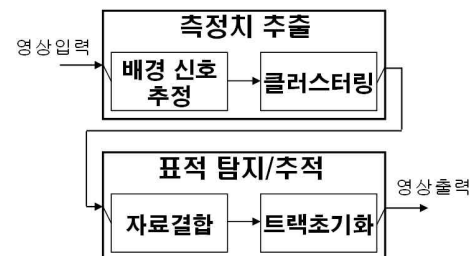 측정치 추출
영상입력
배경 신호
추정
클러스터링
표적 탐지/추적
영상출력
자료결합
트랙초기화